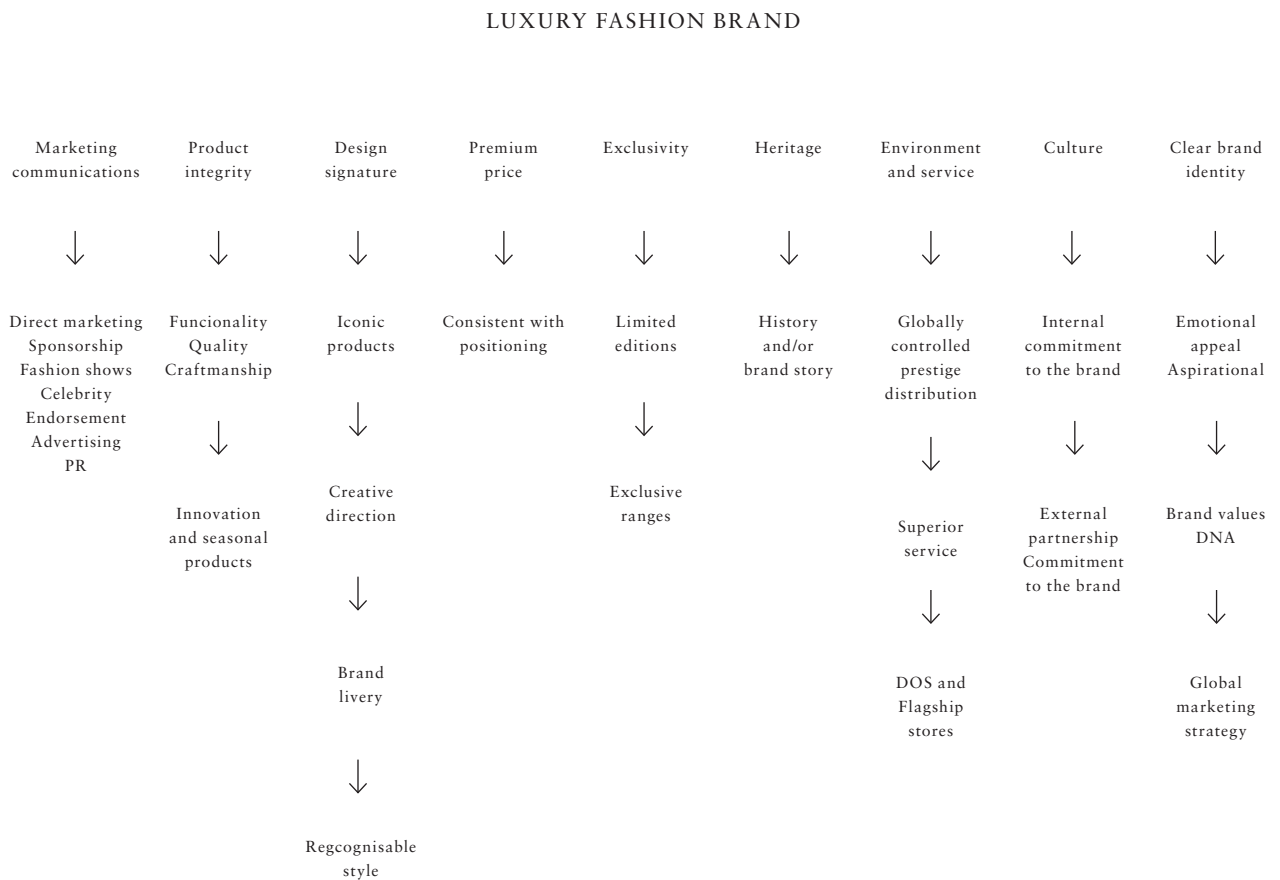 LUXURY FASHION BRAND
Marketing
communications
Direct marketing
Sponsorship
Fashion shows
Celebrity
Endorsement
Advertising
PR
Product
integrity
Funcionality
Quality
Craftmanship
Innovation
and seasonal
products
Design
signature
Iconic
products
Creative
direction
Brand
livery
Regcognisable
style
Premium
price
Consistent with
positioning
Exclusivity
Limited
editions
Exclusive
ranges
Heritage
History
and/or
brand story
Environment
and service
Globally
controlled
prestige
distribution
Superior
service
DOS and
Flagship
stores
Culture
Internal
commitment
to the brand
External
partnership
Commitment
to the brand
Clear brand
identity
Emotional
appeal
Aspirational
Brand values
DNA
Global
marketing
strategy